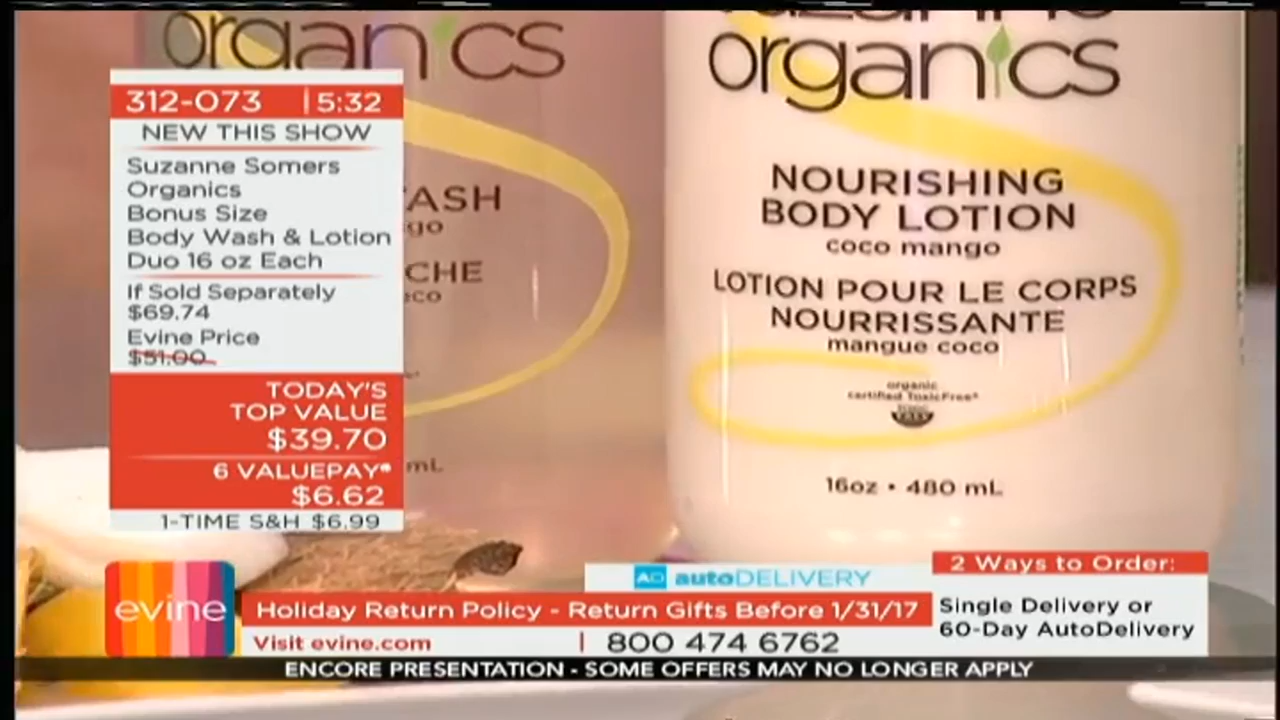 organics
organics
312-073 | 5:32
NEW THIS SHOW
Suzanne Somers
Organics
Bonus Size
Body Wash & Lotion
Duo 16 oz Each
If Sold Separately
$69.74
Evine Price
$51.00
TODAY'S
TOP VALUE
$39.70
6 VALUEPAY®
$6.62
1-TIME S&H $6.99
NOURISHING
BODY LOTION
coco mango
LOTION POUR LE CORPS
NOURRISSANTE
mangue coco
organic
certified ToxicFree®
16oz • 480 mL
mL
evine
AD autoDELIVERY
Holiday Return Policy - Return Gifts Before 1/31/17
Visit evine.com | 800 474 6762
2 Ways to Order:
Single Delivery or
60-Day AutoDelivery
ENCORE PRESENTATION - SOME OFFERS MAY NO LONGER APPLY